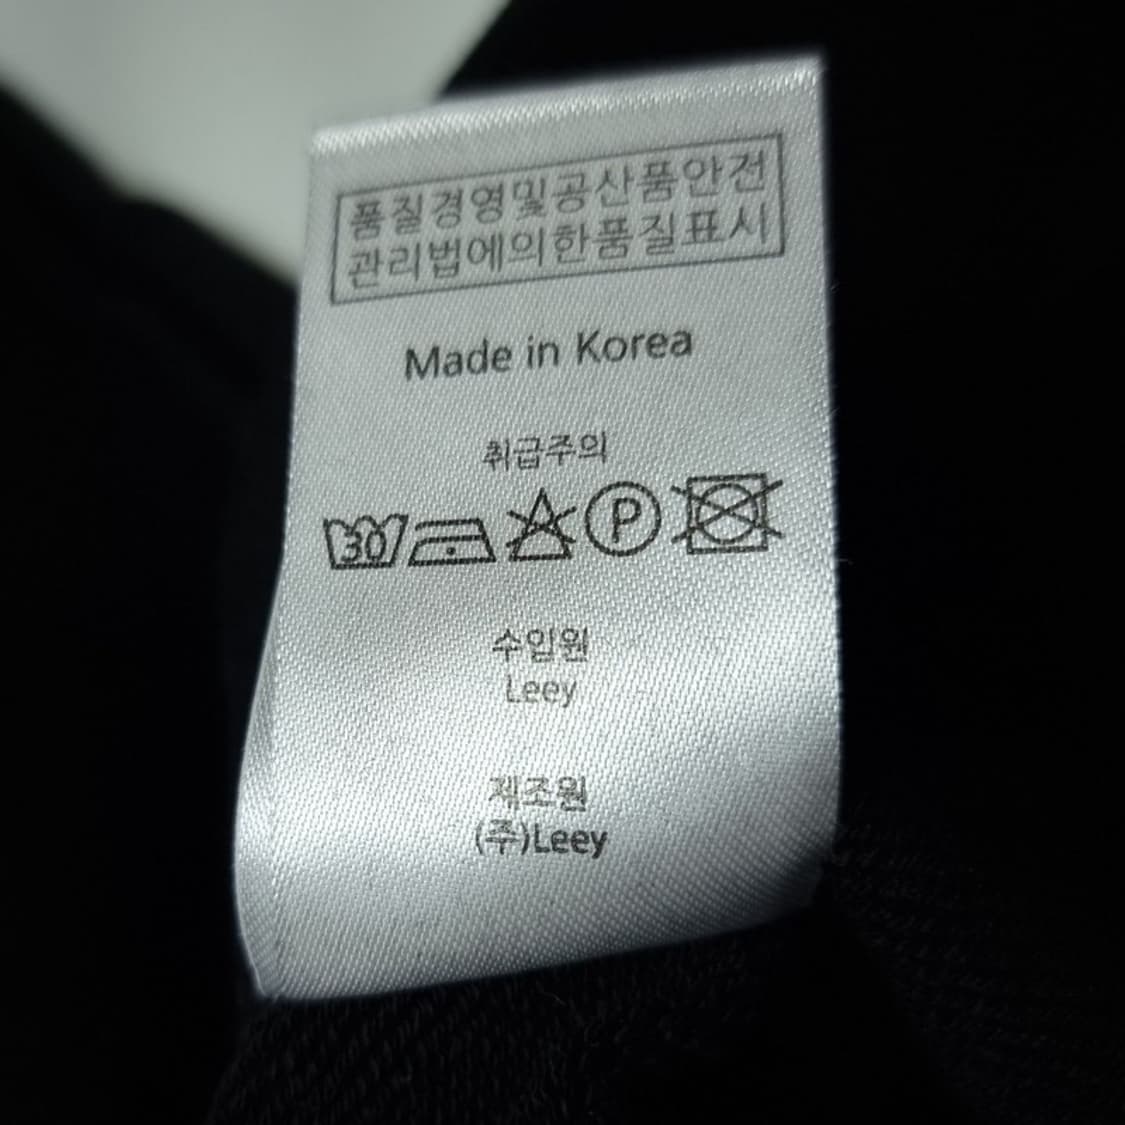 품질경영및공산품안전
관리법에의한품질표시
Made in Korea
취급주의
30 P
수입원
Leey
제조원
(주)Leey